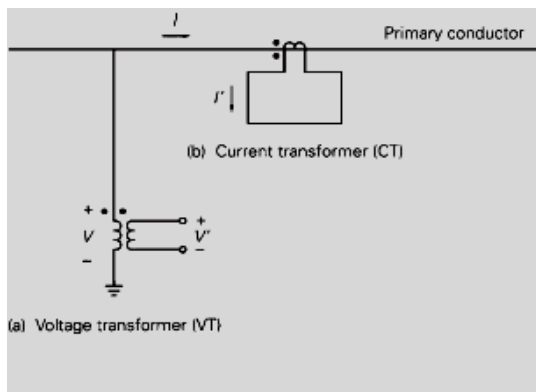 I
Primary conductor
I'
(b) Current transformer (CT)
+
+
V
V'
–
–
(a) Voltage transformer (VT)